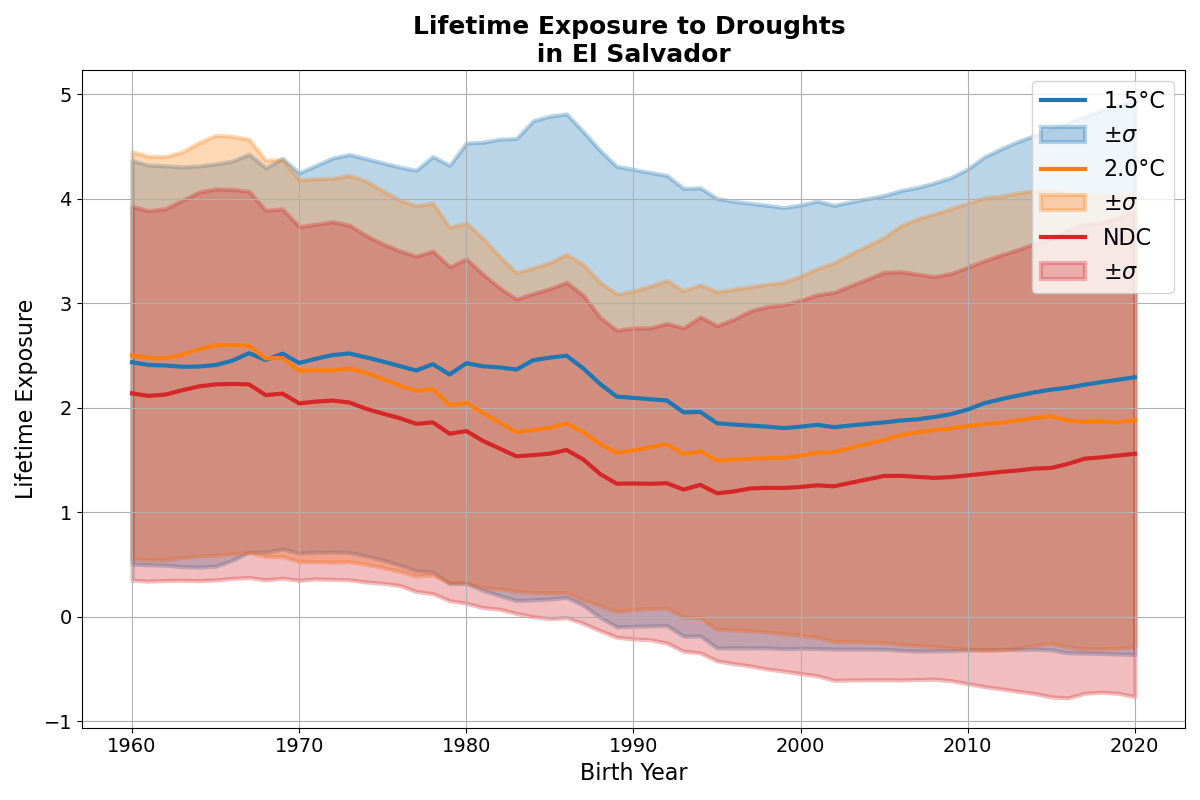 Lifetime Exposure to Droughts
in El Salvador
Lifetime Exposure
5
4
3
2
1
0
−1
1960 1970 1980 1990 2000 2010 2020
Birth Year
1.5°C
±σ
2.0°C
±σ
NDC
±σ